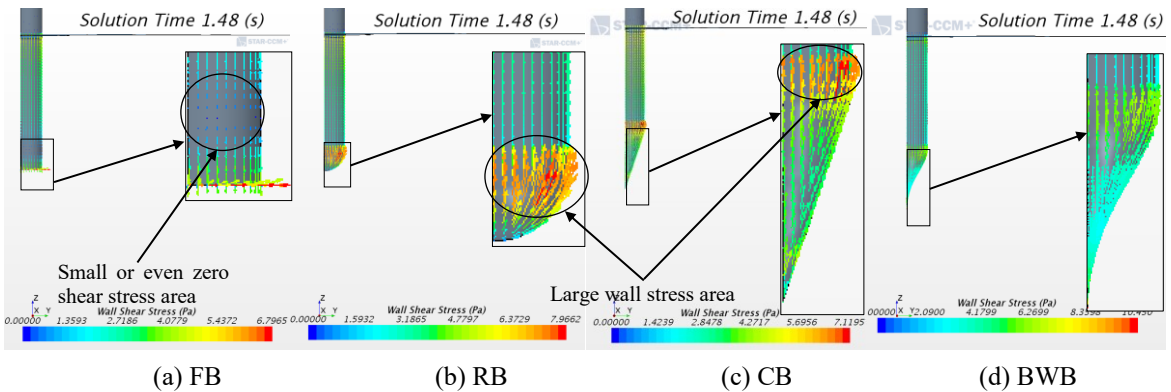 Solution Time 1.48 (s)
STAR-CCM+
Small or even zero
shear stress area
Z
X Y
Wall Shear Stress (Pa)
0.00000 1.3593 2.7186 4.0779 5.4372 6.7965
(a) FB
Solution Time 1.48 (s)
STAR-CCM+
Z
X Y
Wall Shear Stress (Pa)
0.00000 1.5932 3.1865 4.7797 6.3729 7.9662
(b) RB
Large wall stress area
Solution Time 1.48 (s)
STAR-CCM+
Z
X Y
Wall Shear Stress (Pa)
0.00000 1.4239 2.8478 4.2717 5.6956 7.1195
(c) CB
Solution Time 1.48 (s)
STAR-CCM+
Z
X Y
Wall Shear Stress (Pa)
00000 2.0900 4.1799 6.2699 8.3598 10.450
(d) BWB